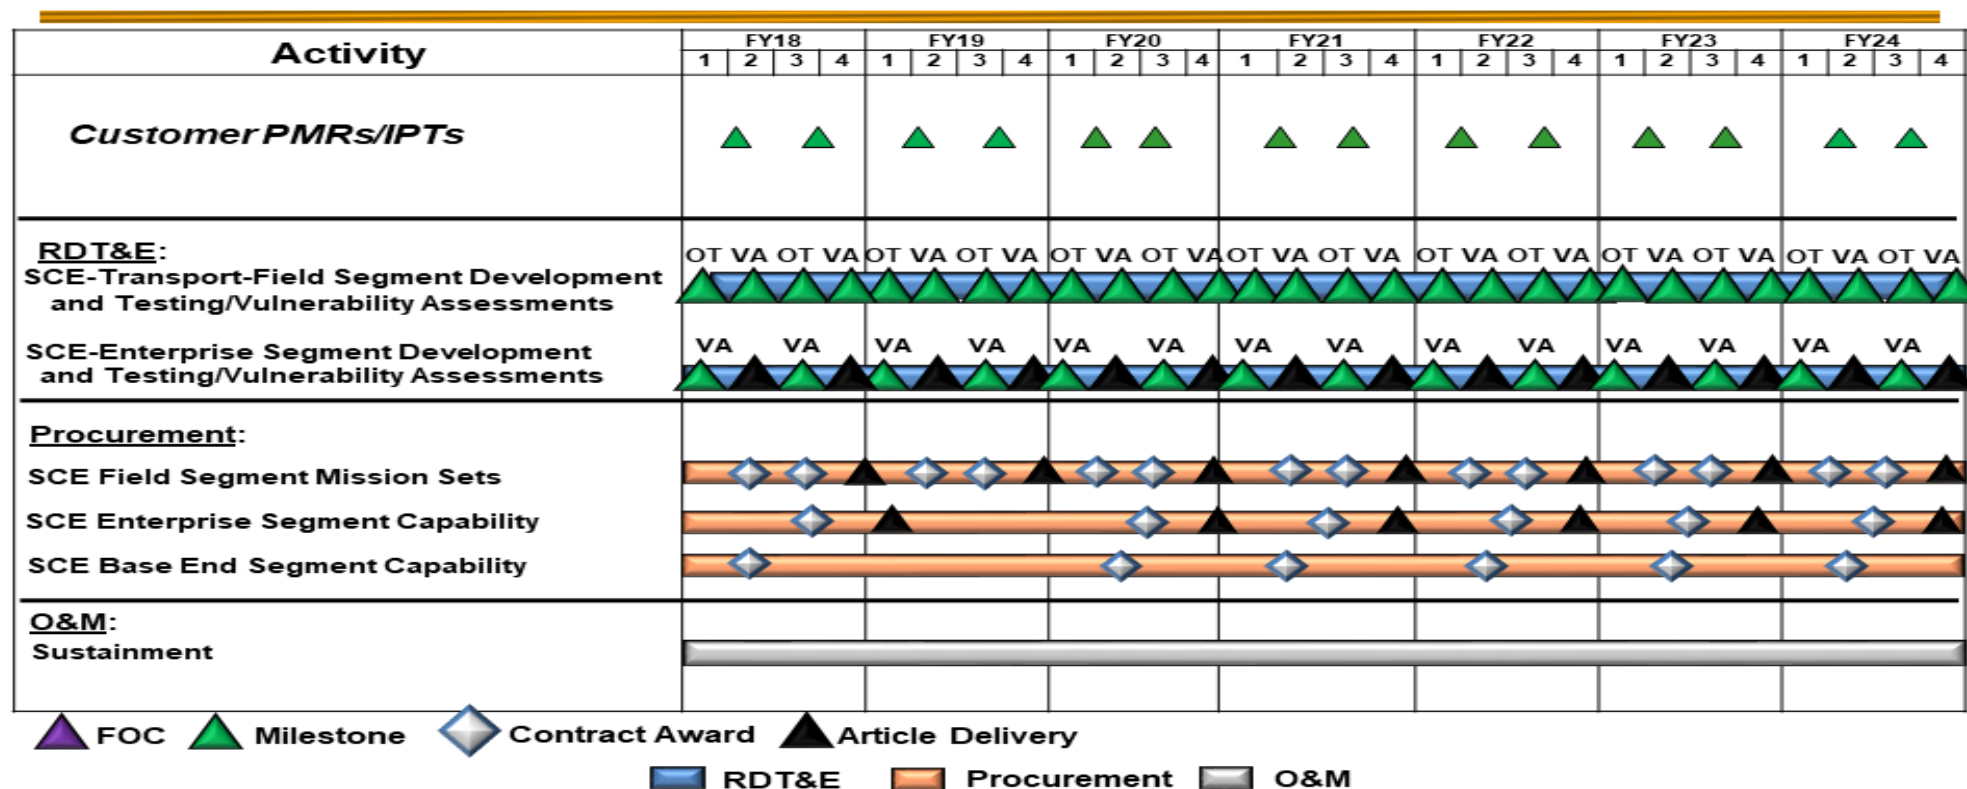 Activity
FY18 FY19 FY20 FY21 FY22 FY23 FY24
1 2 3 4 1 2 3 4 1 2 3 4 1 2 3 4 1 2 3 4 1 2 3 4 1 2 3 4
Customer PMRs/IPTs
RDT&E:
OT VA OT VA OT VA OT VA OT VA OT VA OT VA OT VA OT VA OT VA OT VA OT VA OT VA OT VA
SCE-Transport-Field Segment Development
and Testing/Vulnerability Assessments
VA VA VA VA VA VA VA VA VA VA VA VA VA VA
SCE-Enterprise Segment Development
and Testing/Vulnerability Assessments
Procurement:
SCE Field Segment Mission Sets
SCE Enterprise Segment Capability
SCE Base End Segment Capability
O&M:
Sustainment
FOC Milestone Contract Award Article Delivery
RDT&E Procurement O&M